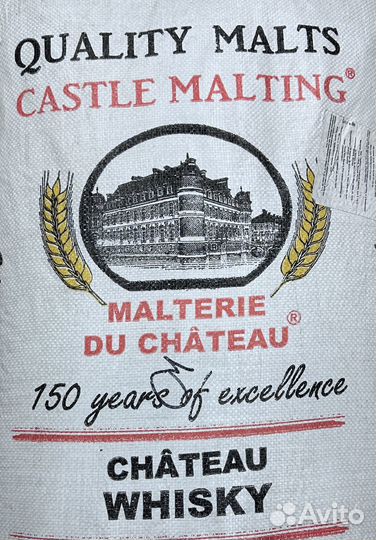 QUALITY MALTS
CASTLE MALTING®
MALTERIE
DU CHÂTEAU®
150 years of excellence
CHÂTEAU
WHISKY
Avito